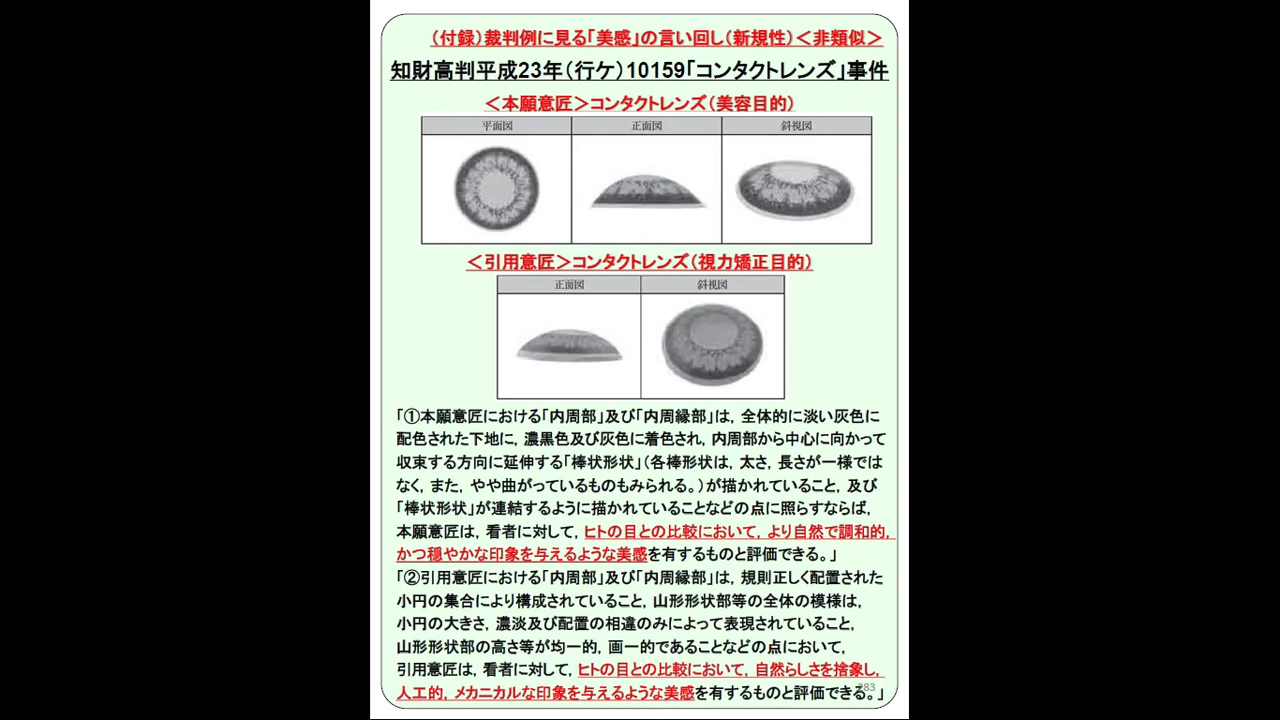 (付録)裁判例に見る「美感」の言い回し(新規性)＜非類似＞
知財高判平成23年(行ケ)10159「コンタクトレンズ」事件
＜本願意匠＞コンタクトレンズ(美容目的)
平面図 正面図 斜視図
＜引用意匠＞コンタクトレンズ(視力矯正目的)
正面図 斜視図
「①本願意匠における「内周部」及び「内周縁部」は，全体的に淡い灰色に
配色された下地に，濃黒色及び灰色に着色され，内周部から中心に向かって
収束する方向に延伸する「棒状形状」(各棒形状は，太さ，長さが一様では
なく，また，やや曲がっているものもみられる。)が描かれていること，及び
「棒状形状」が連結するように描かれていることなどの点に照らすならば，
本願意匠は，看者に対して，ヒトの目との比較において，より自然で調和的，
かつ穏やかな印象を与えるような美感を有するものと評価できる。」
「②引用意匠における「内周部」及び「内周縁部」は，規則正しく配置された
小円の集合により構成されていること，山形形状部等の全体の模様は，
小円の大きさ，濃淡及び配置の相違のみによって表現されていること，
山形形状部の高さ等が均一的，画一的であることなどの点において，
引用意匠は，看者に対して，ヒトの目との比較において，自然らしさを捨象し，
人工的，メカニカルな印象を与えるような美感を有するものと評価できる。」
283